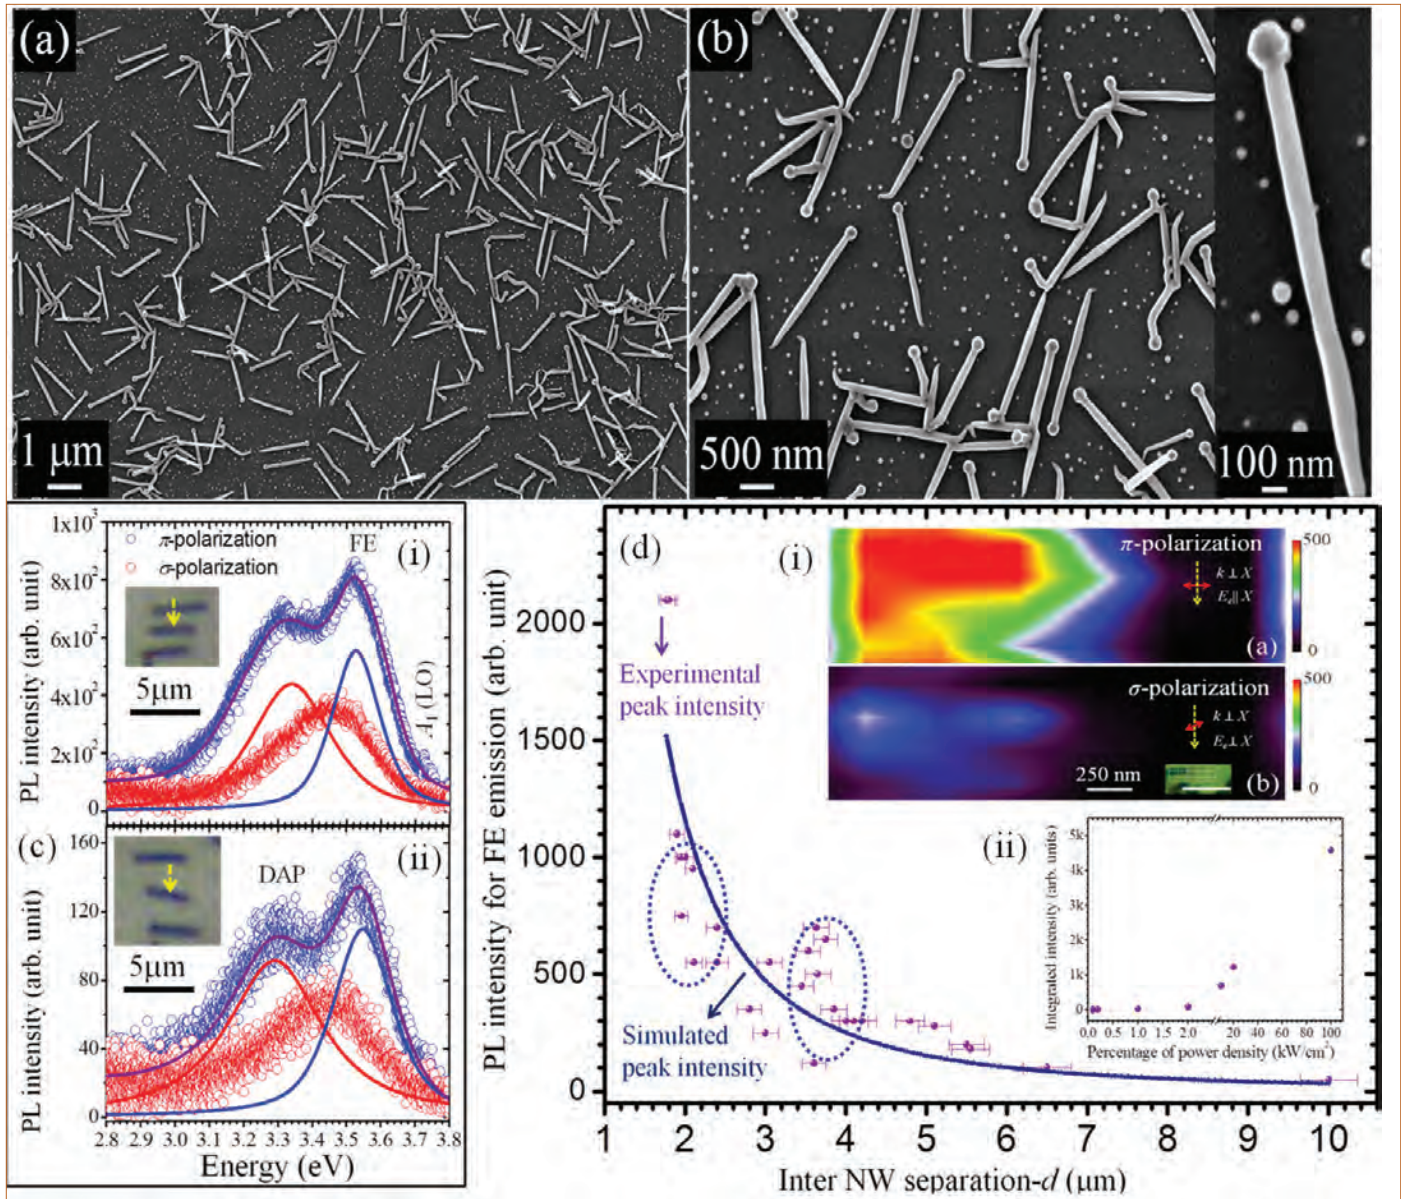 (a)
1 μm
(b)
500 nm
100 nm
(i)
π-polarization
σ-polarization
FE
A₁ (LO)
5μm
1x10³
8x10²
6x10²
4x10²
2x10²
0
PL intensity (arb. unit)
(c)
(ii)
DAP
5μm
160
120
80
40
0
PL intensity (arb. unit)
2.8 2.9 3.0 3.1 3.2 3.3 3.4 3.5 3.6 3.7 3.8
Energy (eV)
(d)
PL intensity for FE emission (arb. unit)
2000
1500
1000
500
0
Experimental
peak intensity
Simulated
peak intensity
1 2 3 4 5 6 7 8 9 10
Inter NW separation-d (μm)
(i)
π-polarization
k ⊥ X
(a)
500
0
σ-polarization
k ⊥ X
250 nm
(b)
500
0
(ii)
Integrated intensity (arb. units)
5k
4k
3k
2k
1k
0
0.0 0.5 1.0 1.5 2.0 20 100
Percentage of power density (kW/cm²)